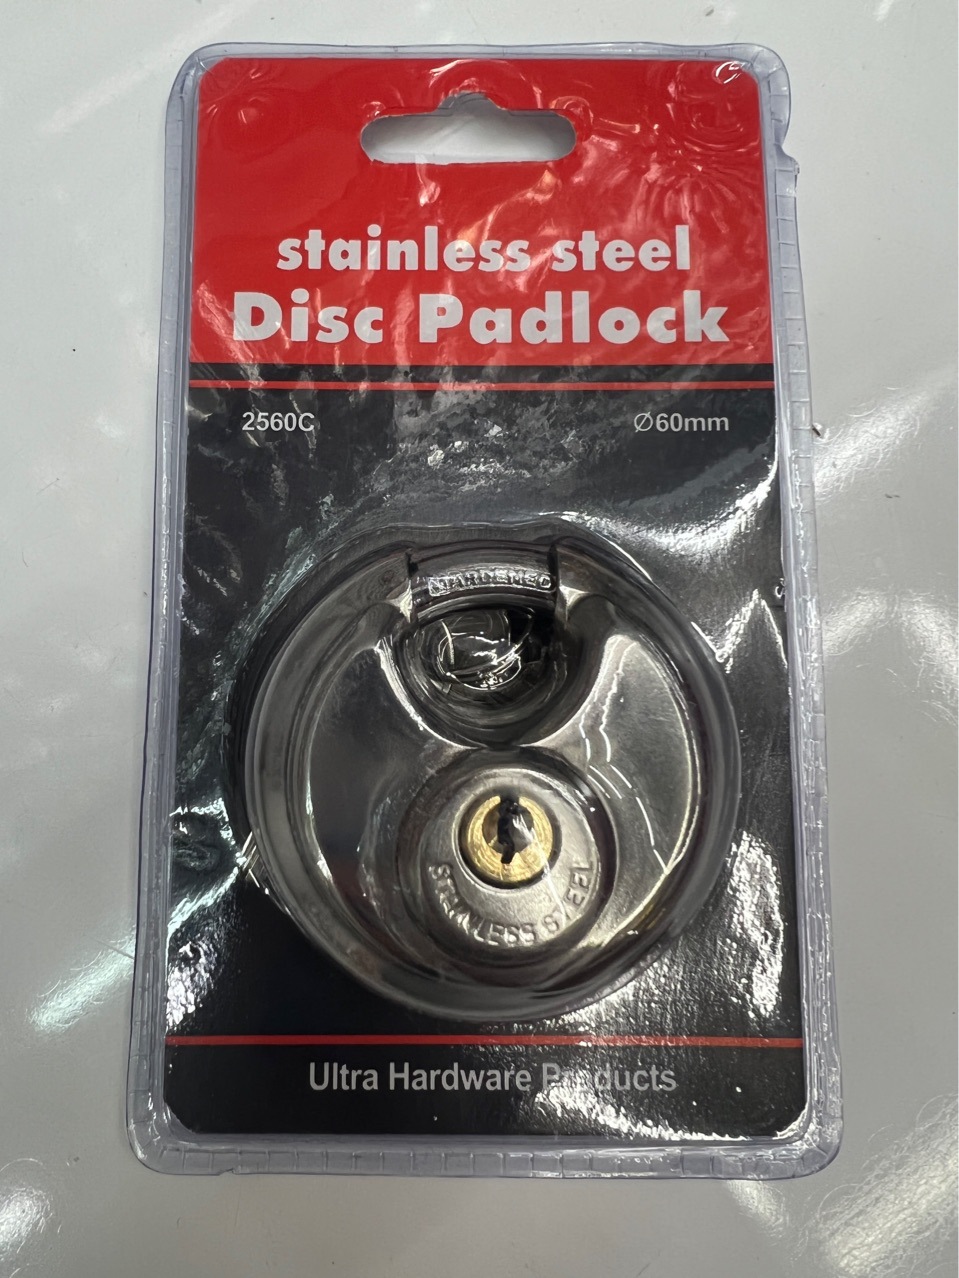 stainless steel
Disc Padlock
2560C
Ø60mm
HARDENED
STAINLESS STEEL
Ultra Hardware Products